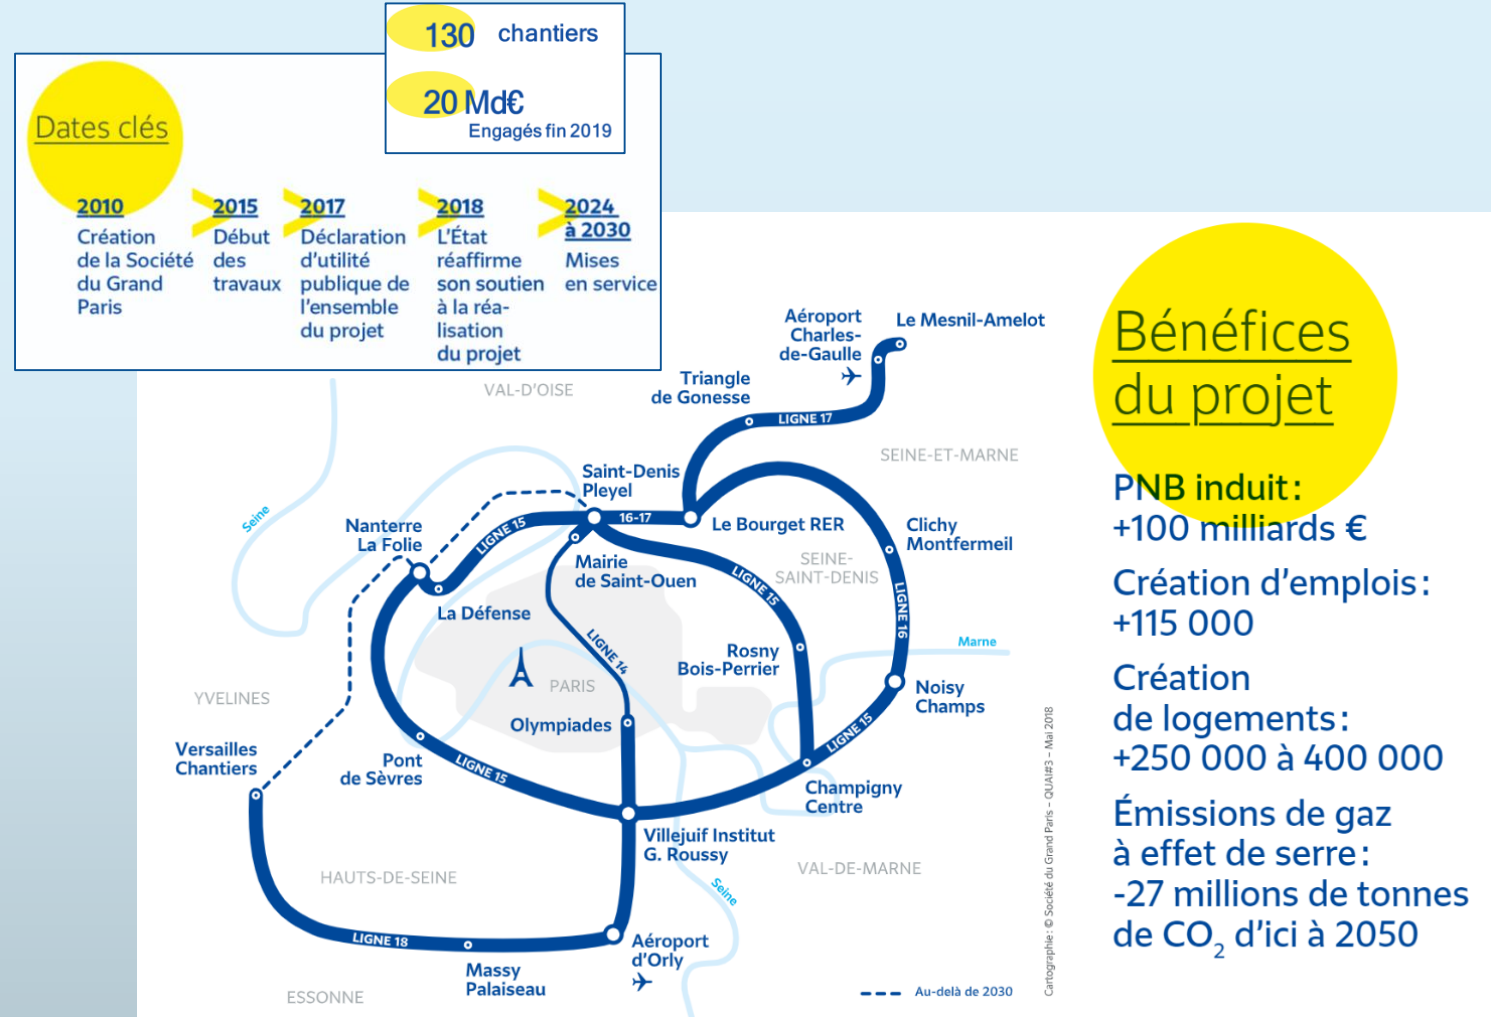 130 chantiers
20 Md€
Engagés fin 2019
Dates clés
2010
Création
de la Société
du Grand
Paris
2015
Début
des
travaux
2017
Déclaration
d'utilité
publique de
l'ensemble
du projet
2018
L'État
réaffirme
son soutien
à la réa-
lisation
du projet
2024
à 2030
Mises
en service
Aéroport
Charles-
de-Gaulle
Le Mesnil-Amelot
Triangle
de Gonesse
LIGNE 17
VAL-D'OISE
SEINE-ET-MARNE
Saint-Denis
Pleyel
Seine
Nanterre
La Folie
LIGNE 15
16-17
Le Bourget RER
Clichy
Montfermeil
Mairie
de Saint-Ouen
SEINE-
SAINT-DENIS
LIGNE 15
LIGNE 16
La Défense
LIGNE 14
Rosny
Bois-Perrier
Marne
PARIS
YVELINES
Noisy
Champs
Olympiades
LIGNE 15
Versailles
Chantiers
Pont
de Sèvres
LIGNE 15
Champigny
Centre
Villejuif Institut
G. Roussy
VAL-DE-MARNE
HAUTS-DE-SEINE
Seine
LIGNE 18
Aéroport
d'Orly
Massy
Palaiseau
ESSONNE
Au-delà de 2030
Cartographie : © Société du Grand Paris – QUAI#3 – Mai 2018
Bénéfices
du projet
PNB induit :
+100 milliards €
Création d'emplois :
+115 000
Création
de logements :
+250 000 à 400 000
Émissions de gaz
à effet de serre :
-27 millions de tonnes
de CO₂ d'ici à 2050